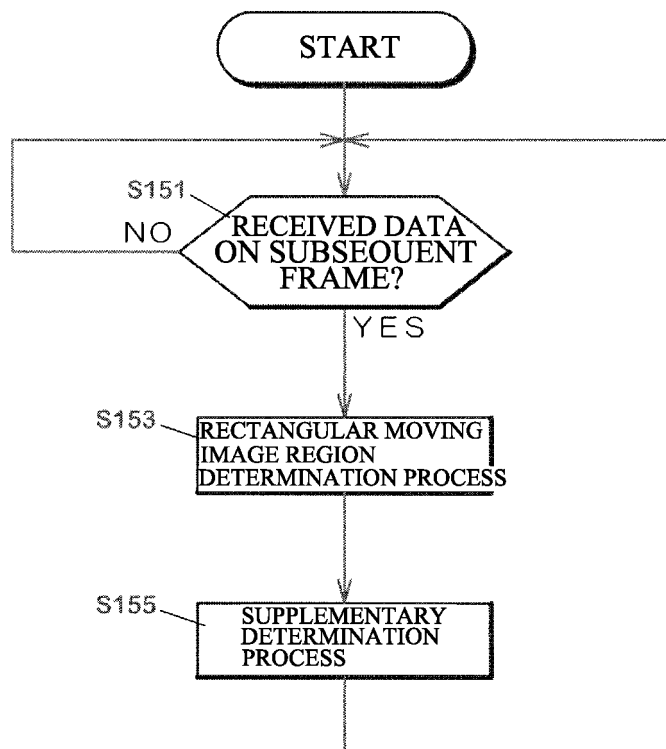 START
S151
RECEIVED DATA
ON SUBSEQUENT
FRAME?
NO
YES
S153
RECTANGULAR MOVING
IMAGE REGION
DETERMINATION PROCESS
S155
SUPPLEMENTARY
DETERMINATION
PROCESS